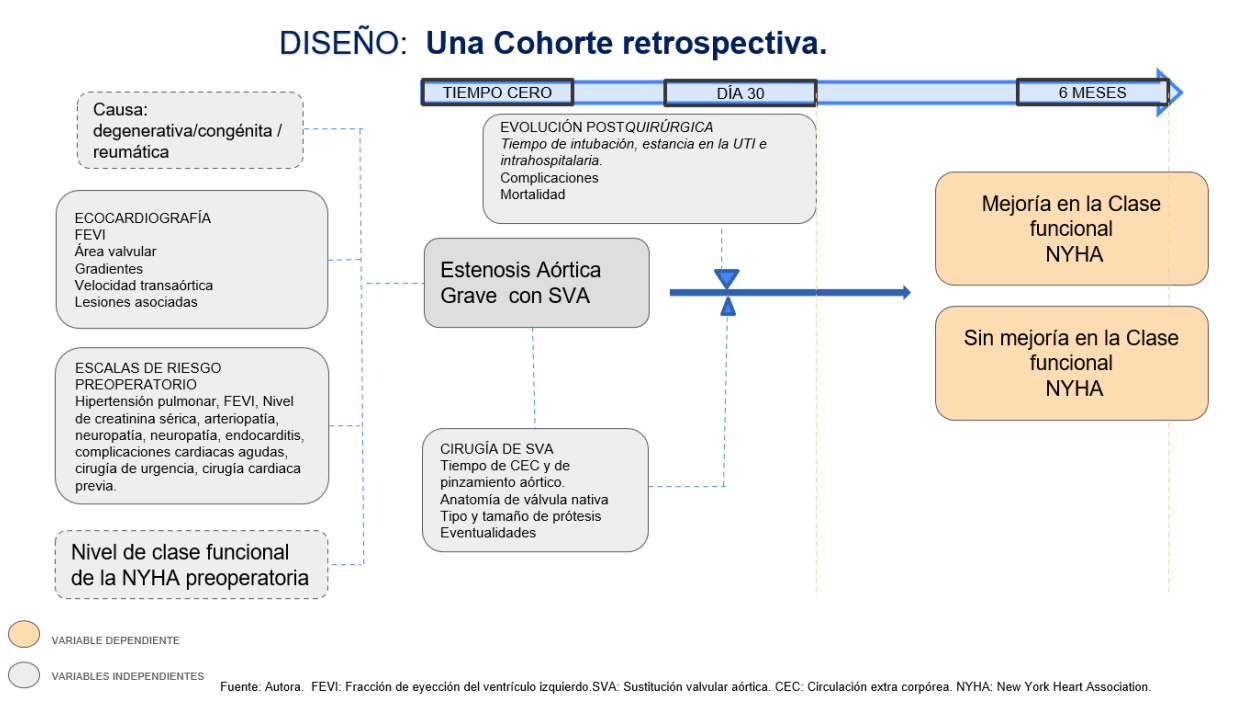 DISEÑO: Una Cohorte retrospectiva.
TIEMPO CERO
DÍA 30
6 MESES
Causa:
degenerativa/congénita /
reumática
EVOLUCIÓN POSTQUIRÚRGICA
Tiempo de intubación, estancia en la UTI e
intrahospitalaria.
Complicaciones
Mortalidad
ECOCARDIOGRAFÍA
FEVI
Área valvular
Gradientes
Velocidad transaórtica
Lesiones asociadas
Estenosis Aórtica
Grave con SVA
Mejoría en la Clase
funcional
NYHA
Sin mejoría en la Clase
funcional
NYHA
ESCALAS DE RIESGO
PREOPERATORIO
Hipertensión pulmonar, FEVI, Nivel
de creatinina sérica, arteriopatía,
neuropatía, neuropatía, endocarditis,
complicaciones cardiacas agudas,
cirugía de urgencia, cirugía cardiaca
previa.
CIRUGÍA DE SVA
Tiempo de CEC y de
pinzamiento aórtico.
Anatomía de válvula nativa
Tipo y tamaño de prótesis
Eventualidades
Nivel de clase funcional
de la NYHA preoperatoria
VARIABLE DEPENDIENTE
VARIABLES INDEPENDIENTES
Fuente: Autora. FEVI: Fracción de eyección del ventrículo izquierdo.SVA: Sustitución valvular aórtica. CEC: Circulación extra corpórea. NYHA: New York Heart Association.